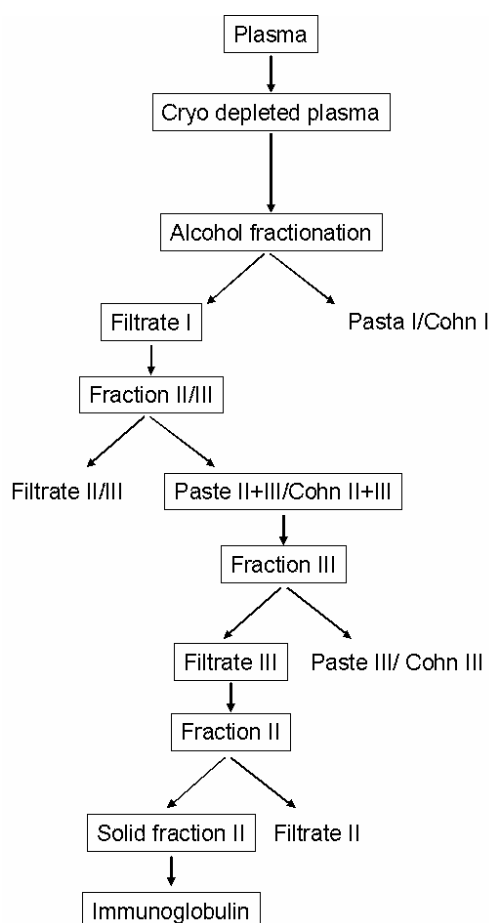 Plasma
Cryo depleted plasma
Alcohol fractionation
Filtrate I
Pasta I/Cohn I
Fraction II/III
Filtrate II/III
Paste II+III/Cohn II+III
Fraction III
Filtrate III
Paste III/ Cohn III
Fraction II
Solid fraction II
Filtrate II
Immunoglobulin